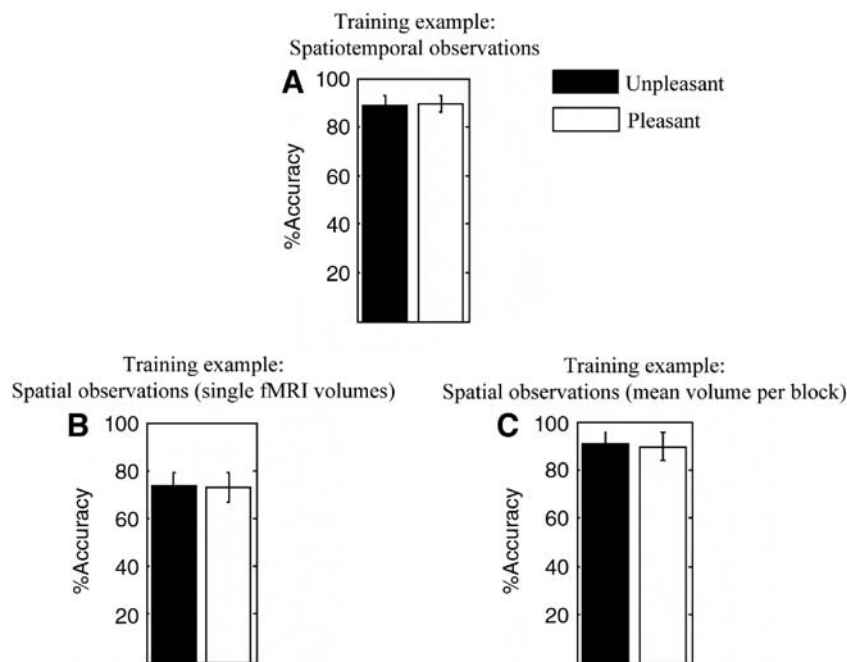 Training example:
Spatiotemporal observations
A
100
80
60
40
20
%Accuracy
Unpleasant
Pleasant
Training example:
Spatial observations (single fMRI volumes)
B
100
80
60
40
20
%Accuracy
Training example:
Spatial observations (mean volume per block)
C
100
80
60
40
20
%Accuracy